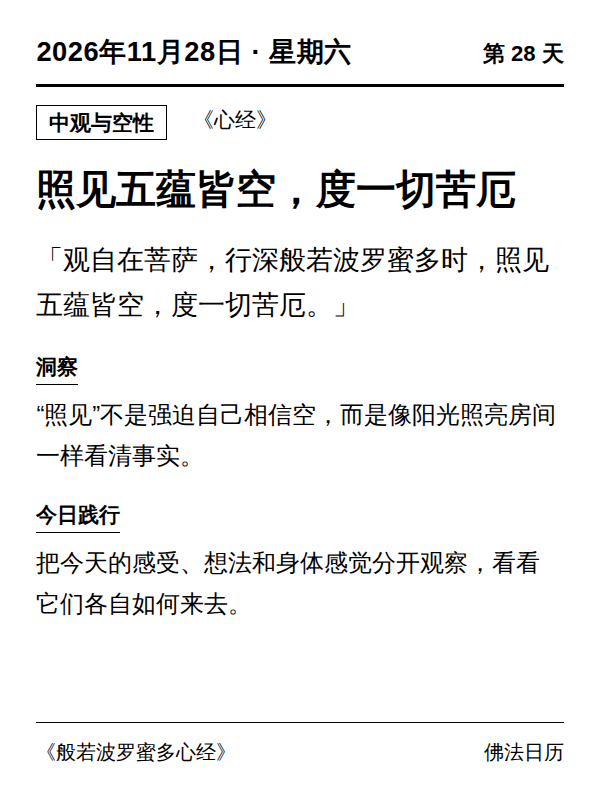 2026年11月28日 · 星期六
第 28 天
中观与空性
《心经》
照见五蕴皆空，度一切苦厄
「观自在菩萨，行深般若波罗蜜多时，照见
五蕴皆空，度一切苦厄。」
洞察
“照见”不是强迫自己相信空，而是像阳光照亮房间
一样看清事实。
今日践行
把今天的感受、想法和身体感觉分开观察，看看
它们各自如何来去。
《般若波罗蜜多心经》
佛法日历